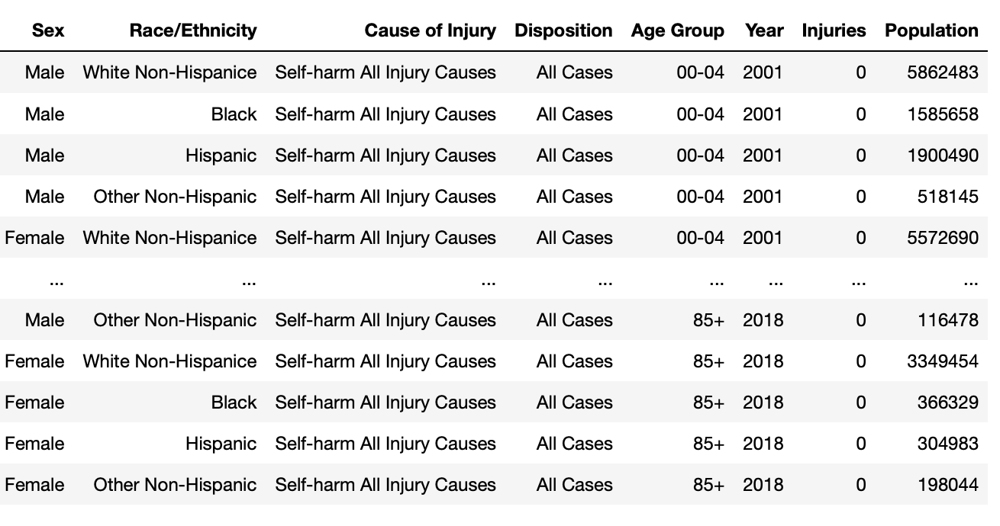 Sex Race/Ethnicity Cause of Injury Disposition Age Group Year Injuries Population
Male White Non-Hispanice Self-harm All Injury Causes All Cases 00-04 2001 0 5862483
Male Black Self-harm All Injury Causes All Cases 00-04 2001 0 1585658
Male Hispanic Self-harm All Injury Causes All Cases 00-04 2001 0 1900490
Male Other Non-Hispanic Self-harm All Injury Causes All Cases 00-04 2001 0 518145
Female White Non-Hispanice Self-harm All Injury Causes All Cases 00-04 2001 0 5572690
... ... ... ... ... ... ... ...
Male Other Non-Hispanic Self-harm All Injury Causes All Cases 85+ 2018 0 116478
Female White Non-Hispanice Self-harm All Injury Causes All Cases 85+ 2018 0 3349454
Female Black Self-harm All Injury Causes All Cases 85+ 2018 0 366329
Female Hispanic Self-harm All Injury Causes All Cases 85+ 2018 0 304983
Female Other Non-Hispanic Self-harm All Injury Causes All Cases 85+ 2018 0 198044